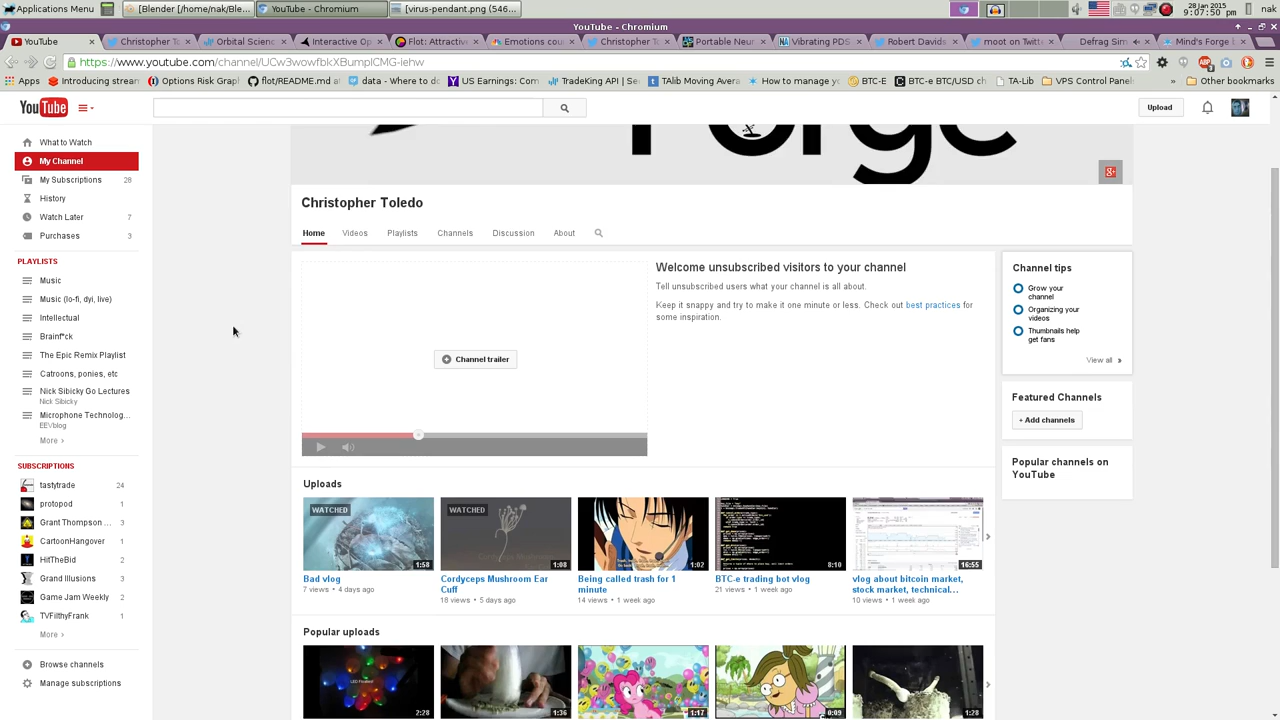 Applications Menu
[Blender [/home/nak/Ble...
YouTube - Chromium
[virus-pendant.png (546...
28 Jan 2015
9:07:50 pm
nak
YouTube - Chromium
YouTube
Christopher To
Orbital Scienc
Interactive Op
Flot: Attractive
Emotions cou
Christopher To
Portable Neur
Vibrating PDS
Robert Davids
moot on Twitt
Defrag Sim
Mind's Forge
https://www.youtube.com/channel/UCw3wowfbkXBumplCMG-iehw
Apps
Introducing stream
Option Risk Graph
flot/README.md at
data - Where to do
US Earnings Com
TradeKing API | Se
TALib Moving Avera
How to manage yo
BTC-E
BTC-e BTC/USD ch
TA-Lib
VPS Control Panel
Other bookmarks
YouTube
Upload
Forge
What to Watch
My Channel
My Subscriptions 28
History
Watch Later 7
Purchases 3
PLAYLISTS
Music
Music (lo-fi, dyi, live)
Intellectual
Brainf*ck
The Epic Remix Playlist
Catroons, ponies, etc
Nick Sibicky Go Lectures
Nick Sibicky
Microphone Technolog...
EEVblog
More ›
SUBSCRIPTIONS
tastytrade 24
protopod 1
Grant Thompson ... 3
CartoonHangover 1
HitTheBid 2
Grand Illusions 3
Game Jam Weekly 2
TVFilthyFrank 1
More ›
Browse channels
Manage subscriptions
Christopher Toledo
Home Videos Playlists Channels Discussion About
Channel trailer
Welcome unsubscribed visitors to your channel
Tell unsubscribed users what your channel is all about.
Keep it snappy and try to make it one minute or less. Check out best practices for
some inspiration.
Channel tips
Grow your
channel
Organizing your
videos
Thumbnails help
get fans
View all »
Featured Channels
+ Add channels
Popular channels on
YouTube
Uploads
WATCHED
1:58
Bad vlog
7 views • 4 days ago
WATCHED
1:08
Cordyceps Mushroom Ear
Cuff
16 views • 5 days ago
1:02
Being called trash for 1
minute
14 views • 1 week ago
8:10
BTC-e trading bot vlog
21 views • 1 week ago
16:55
vlog about bitcoin market,
stock market, technical...
10 views • 1 week ago
Popular uploads
2:28
1:36
1:17
0:09
1:28